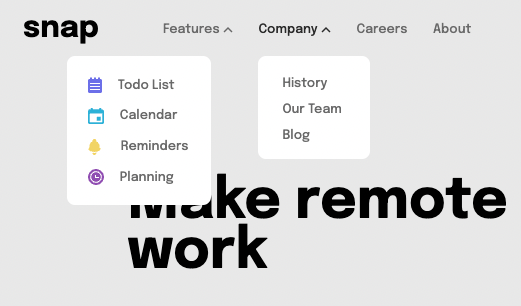 snap Features Company Careers About
Todo List
Calendar
Reminders
Planning
History
Our Team
Blog
Make remote
work